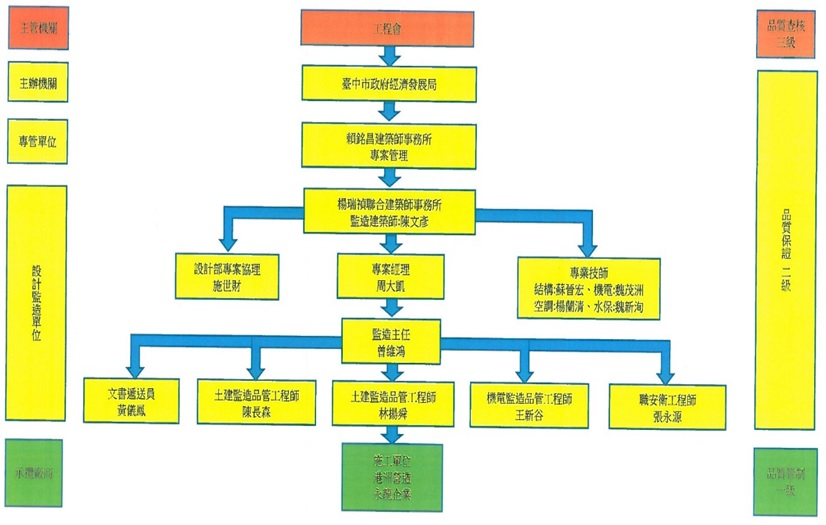 主管機關
工程會
品質查核
三級
主辦機關
臺中市政府經濟發展局
專管單位
賴銘昌建築師事務所
專案管理
楊瑞禎聯合建築師事務所
監造建築師:陳文彥
設計監造單位
品質保證 二級
設計部專案協理
施世財
專案經理
周大凱
專業技師
結構:蘇晉宏、機電:魏茂洲
空調:楊蘭清、水保:魏新洵
監造主任
曾維鴻
文書遞送員
黃儀鳳
土建監造品管工程師
陳長森
土建監造品管工程師
林揚舜
機電監造品管工程師
王新谷
職安衛工程師
張永源
承攬廠商
施工單位
港洲營造
企業
品質管制
一級